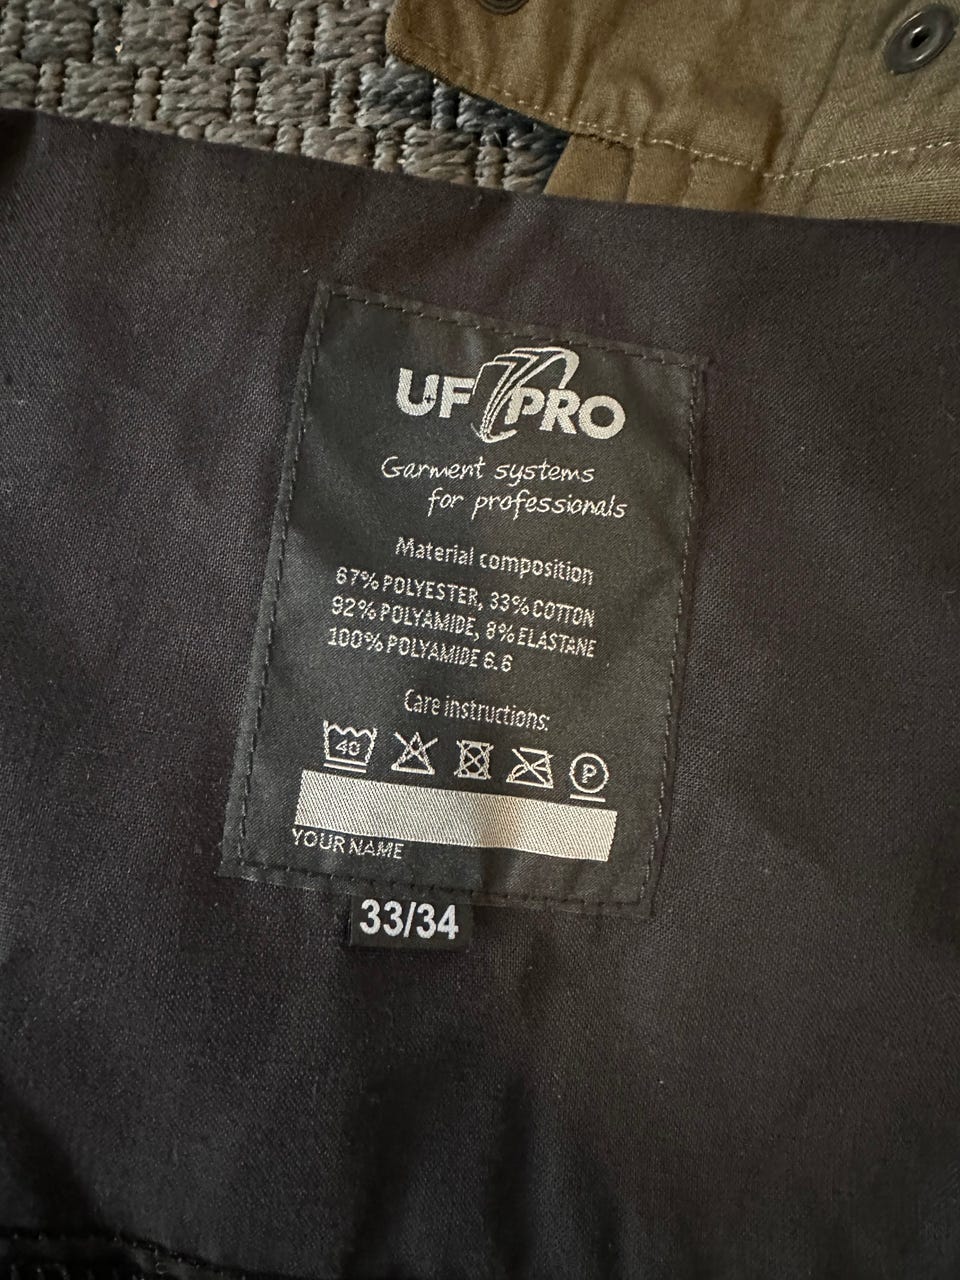 UF PRO
Garment systems
for professionals
Material composition
67% POLYESTER, 33% COTTON
92% POLYAMIDE, 8% ELASTANE
100% POLYAMIDE 6.6
Care instructions:
40 P
YOUR NAME
33/34